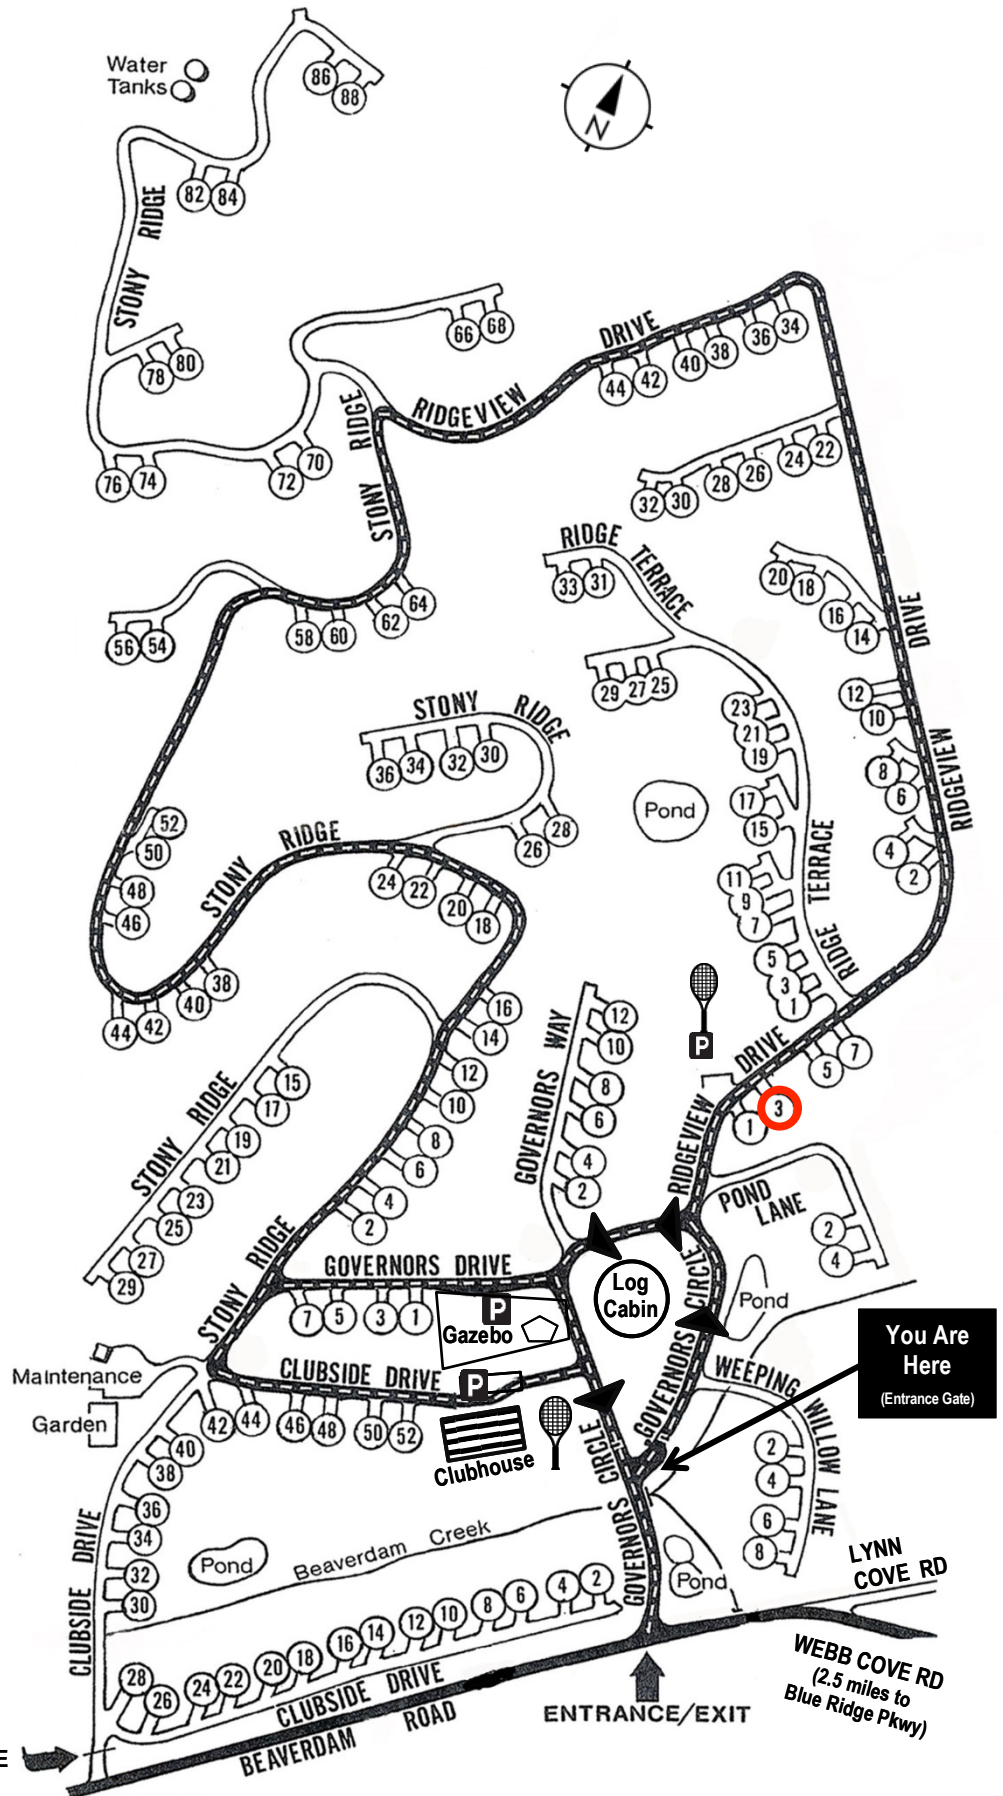 Water
Tanks
86
88
N
82
84
STONY RIDGE
78
80
66
68
RIDGEVIEW DRIVE
44
42
40
38
36
34
STONY RIDGE
76
74
72
70
32
30
28
26
24
22
RIDGE TERRACE
33
31
20
18
16
14
56
54
58
60
62
64
29
27
25
RIDGEVIEW DRIVE
12
10
8
6
4
2
STONY RIDGE
36
34
32
30
28
26
23
21
19
17
15
Pond
11
9
7
5
3
1
RIDGE TERRACE
52
50
48
46
44
42
40
38
STONY RIDGE
24
22
20
18
16
14
12
10
8
6
4
2
STONY RIDGE
15
17
19
21
23
25
27
29
GOVERNORS WAY
12
10
8
6
4
2
P
RIDGEVIEW DRIVE
7
5
3
1
POND
LANE
2
4
STONY RIDGE
GOVERNORS DRIVE
7
5
3
1
P
Gazebo
Log
Cabin
GOVERNORS CIRCLE
Pond
You Are
Here
(Entrance Gate)
Maintenance
Garden
CLUBSIDE DRIVE
P
42
44
46
48
50
52
Clubhouse
GOVERNORS CIRCLE
WEEPING WILLOW LANE
2
4
6
8
40
38
36
34
32
30
CLUBSIDE DRIVE
Pond
Beaverdam Creek
Pond
LYNN
COVE RD
28
26
24
22
20
18
16
14
12
10
8
6
4
2
CLUBSIDE DRIVE
BEAVERDAM ROAD
ENTRANCE/EXIT
WEBB COVE RD
(2.5 miles to
Blue Ridge Pkwy)
E